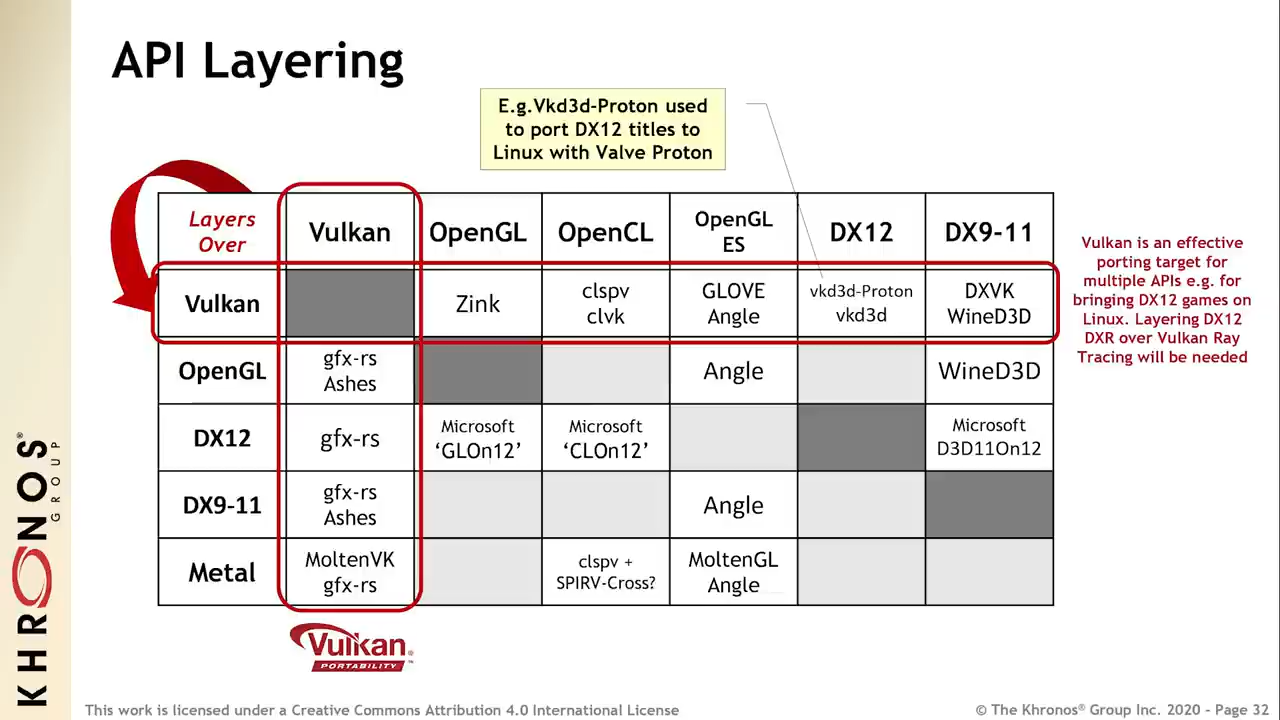 API Layering
E.g.Vkd3d-Proton used
to port DX12 titles to
Linux with Valve Proton
Layers
Over
Vulkan
OpenGL
OpenCL
OpenGL
ES
DX12
DX9-11
Vulkan
Zink
clspv
clvk
GLOVE
Angle
vkd3d-Proton
vkd3d
DXVK
WineD3D
OpenGL
gfx-rs
Ashes
Angle
WineD3D
DX12
gfx-rs
Microsoft
‘GLOn12’
Microsoft
‘CLOn12’
Microsoft
D3D11On12
DX9-11
gfx-rs
Ashes
Angle
Metal
MoltenVK
gfx-rs
clspv +
SPIRV-Cross?
MoltenGL
Angle
Vulkan is an effective
porting target for
multiple APIs e.g. for
bringing DX12 games on
Linux. Layering DX12
DXR over Vulkan Ray
Tracing will be needed
Vulkan®
PORTABILITY™
KHRONOS®
GROUP
This work is licensed under a Creative Commons Attribution 4.0 International License
© The Khronos® Group Inc. 2020 - Page 32